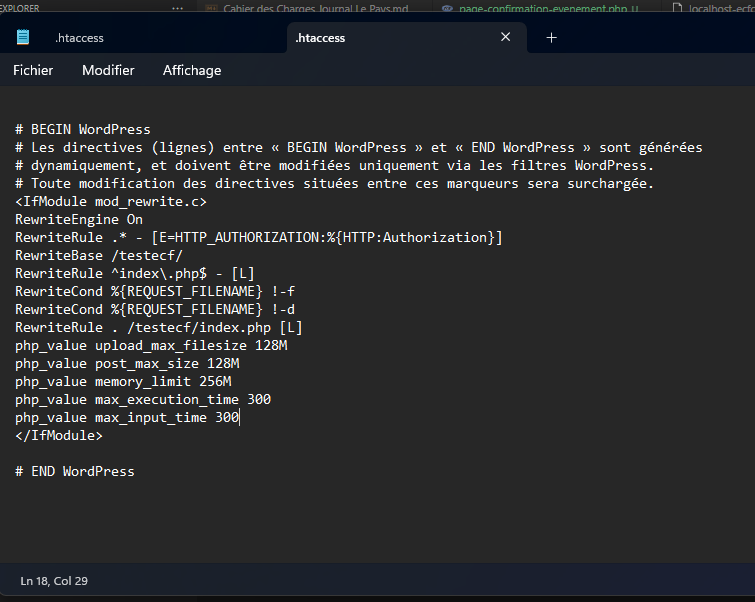 EXPLORER
... Cahier des Charges Journal Le Pays.md page-confirmation-evenement.php U
.htaccess
.htaccess
Fichier Modifier Affichage
# BEGIN WordPress
# Les directives (lignes) entre « BEGIN WordPress » et « END WordPress » sont générées
# dynamiquement, et doivent être modifiées uniquement via les filtres WordPress.
# Toute modification des directives situées entre ces marqueurs sera surchargée.
<IfModule mod_rewrite.c>
RewriteEngine On
RewriteRule .* - [E=HTTP_AUTHORIZATION:%{HTTP:Authorization}]
RewriteBase /testecf/
RewriteRule ^index\.php$ - [L]
RewriteCond %{REQUEST_FILENAME} !-f
RewriteCond %{REQUEST_FILENAME} !-d
RewriteRule . /testecf/index.php [L]
php_value upload_max_filesize 128M
php_value post_max_size 128M
php_value memory_limit 256M
php_value max_execution_time 300
php_value max_input_time 300
</IfModule>
# END WordPress
Ln 18, Col 29